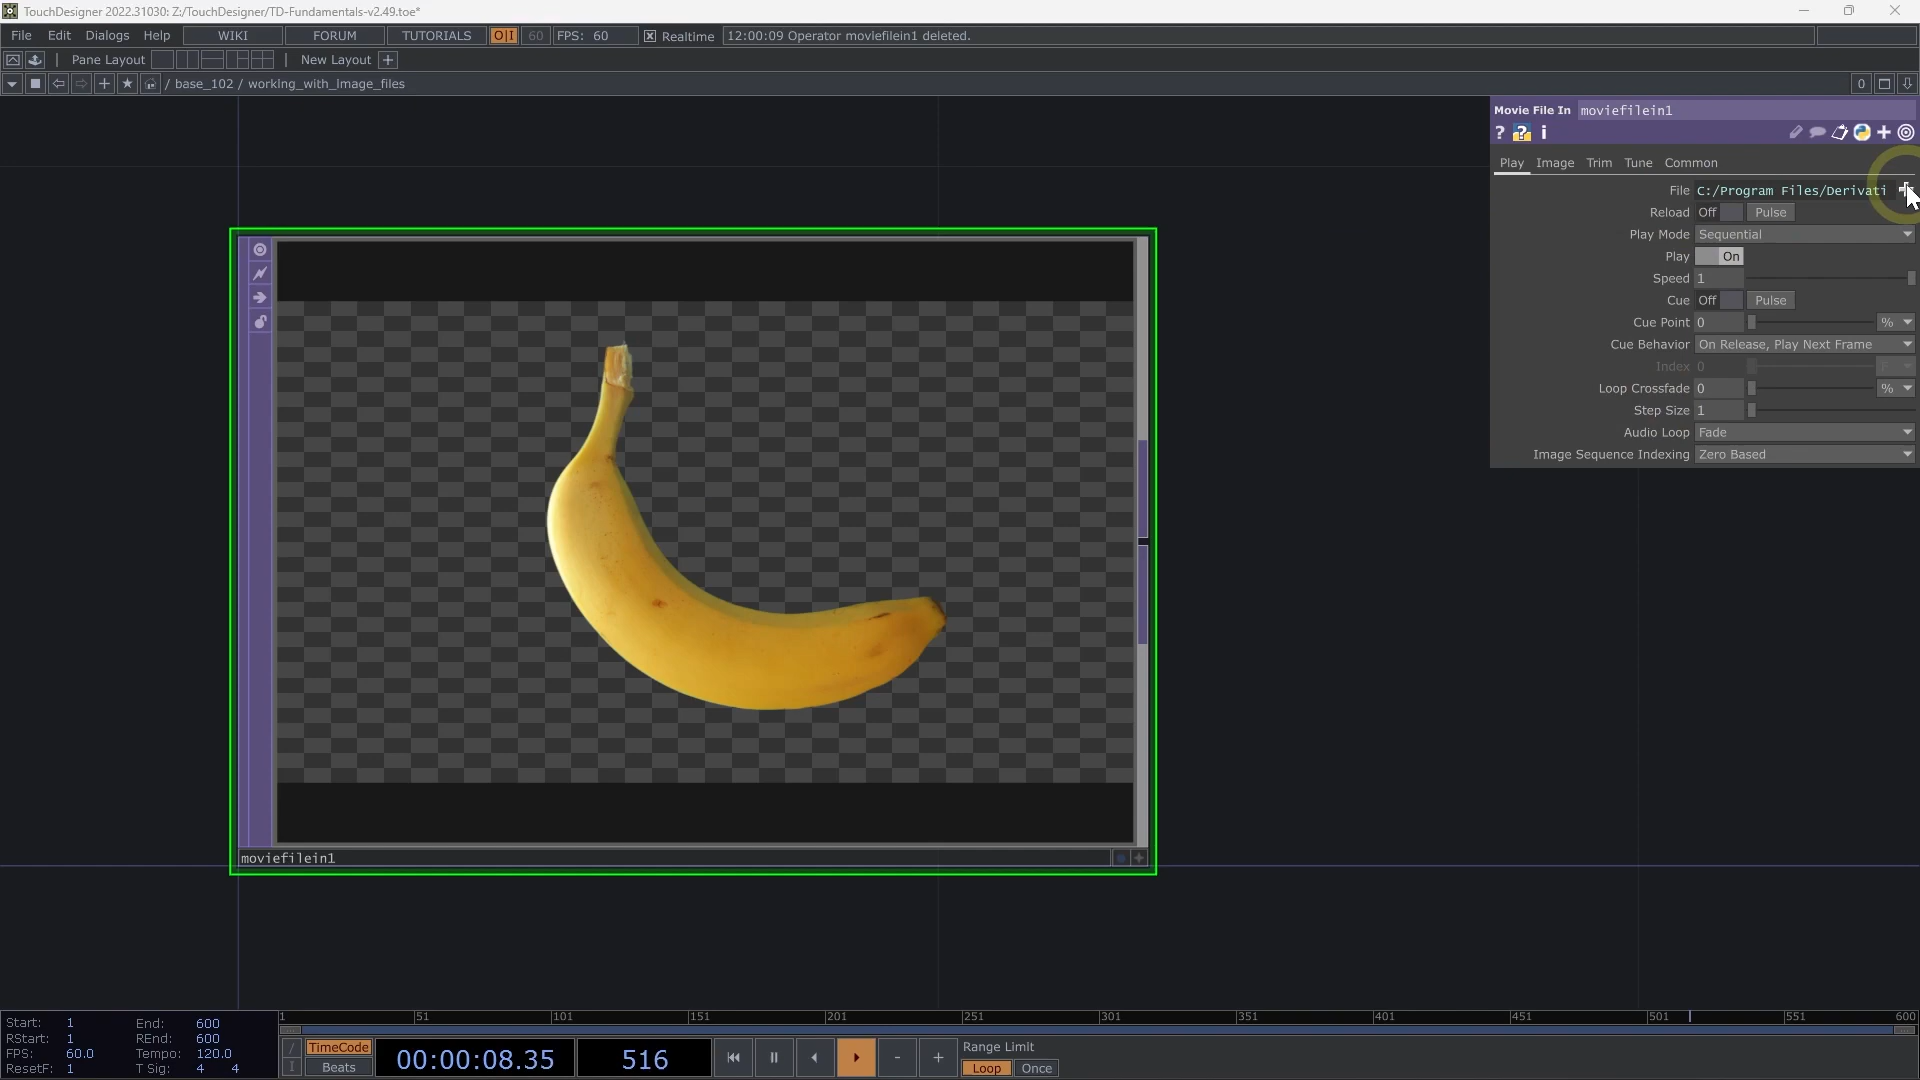 TouchDesigner 2022.31030: Z:/TouchDesigner/TD-Fundamentals-v2.49.toe*
File Edit Dialogs Help WIKI FORUM TUTORIALS O|I 60 FPS: 60 Realtime 12:00:09 Operator moviefilein1 deleted.
Pane Layout New Layout +
/ base_102 / working_with_image_files 0
Movie File In moviefilein1
? ? i
Play Image Trim Tune Common
File C:/Program Files/Derivati
Reload Off Pulse
Play Mode Sequential
Play On
Speed 1
Cue Off Pulse
Cue Point 0 %
Cue Behavior On Release, Play Next Frame
Index 0 F
Loop Crossfade 0 %
Step Size 1
Audio Loop Fade
Image Sequence Indexing Zero Based
moviefilein1
1 51 101 151 201 251 301 351 401 451 501 551 600
Start: 1 End: 600
RStart: 1 REnd: 600
FPS: 60.0 Tempo: 120.0
ResetF: 1 T Sig: 4 4
/ TimeCode
I Beats
00:00:08.35 516 - +
Range Limit
Loop Once